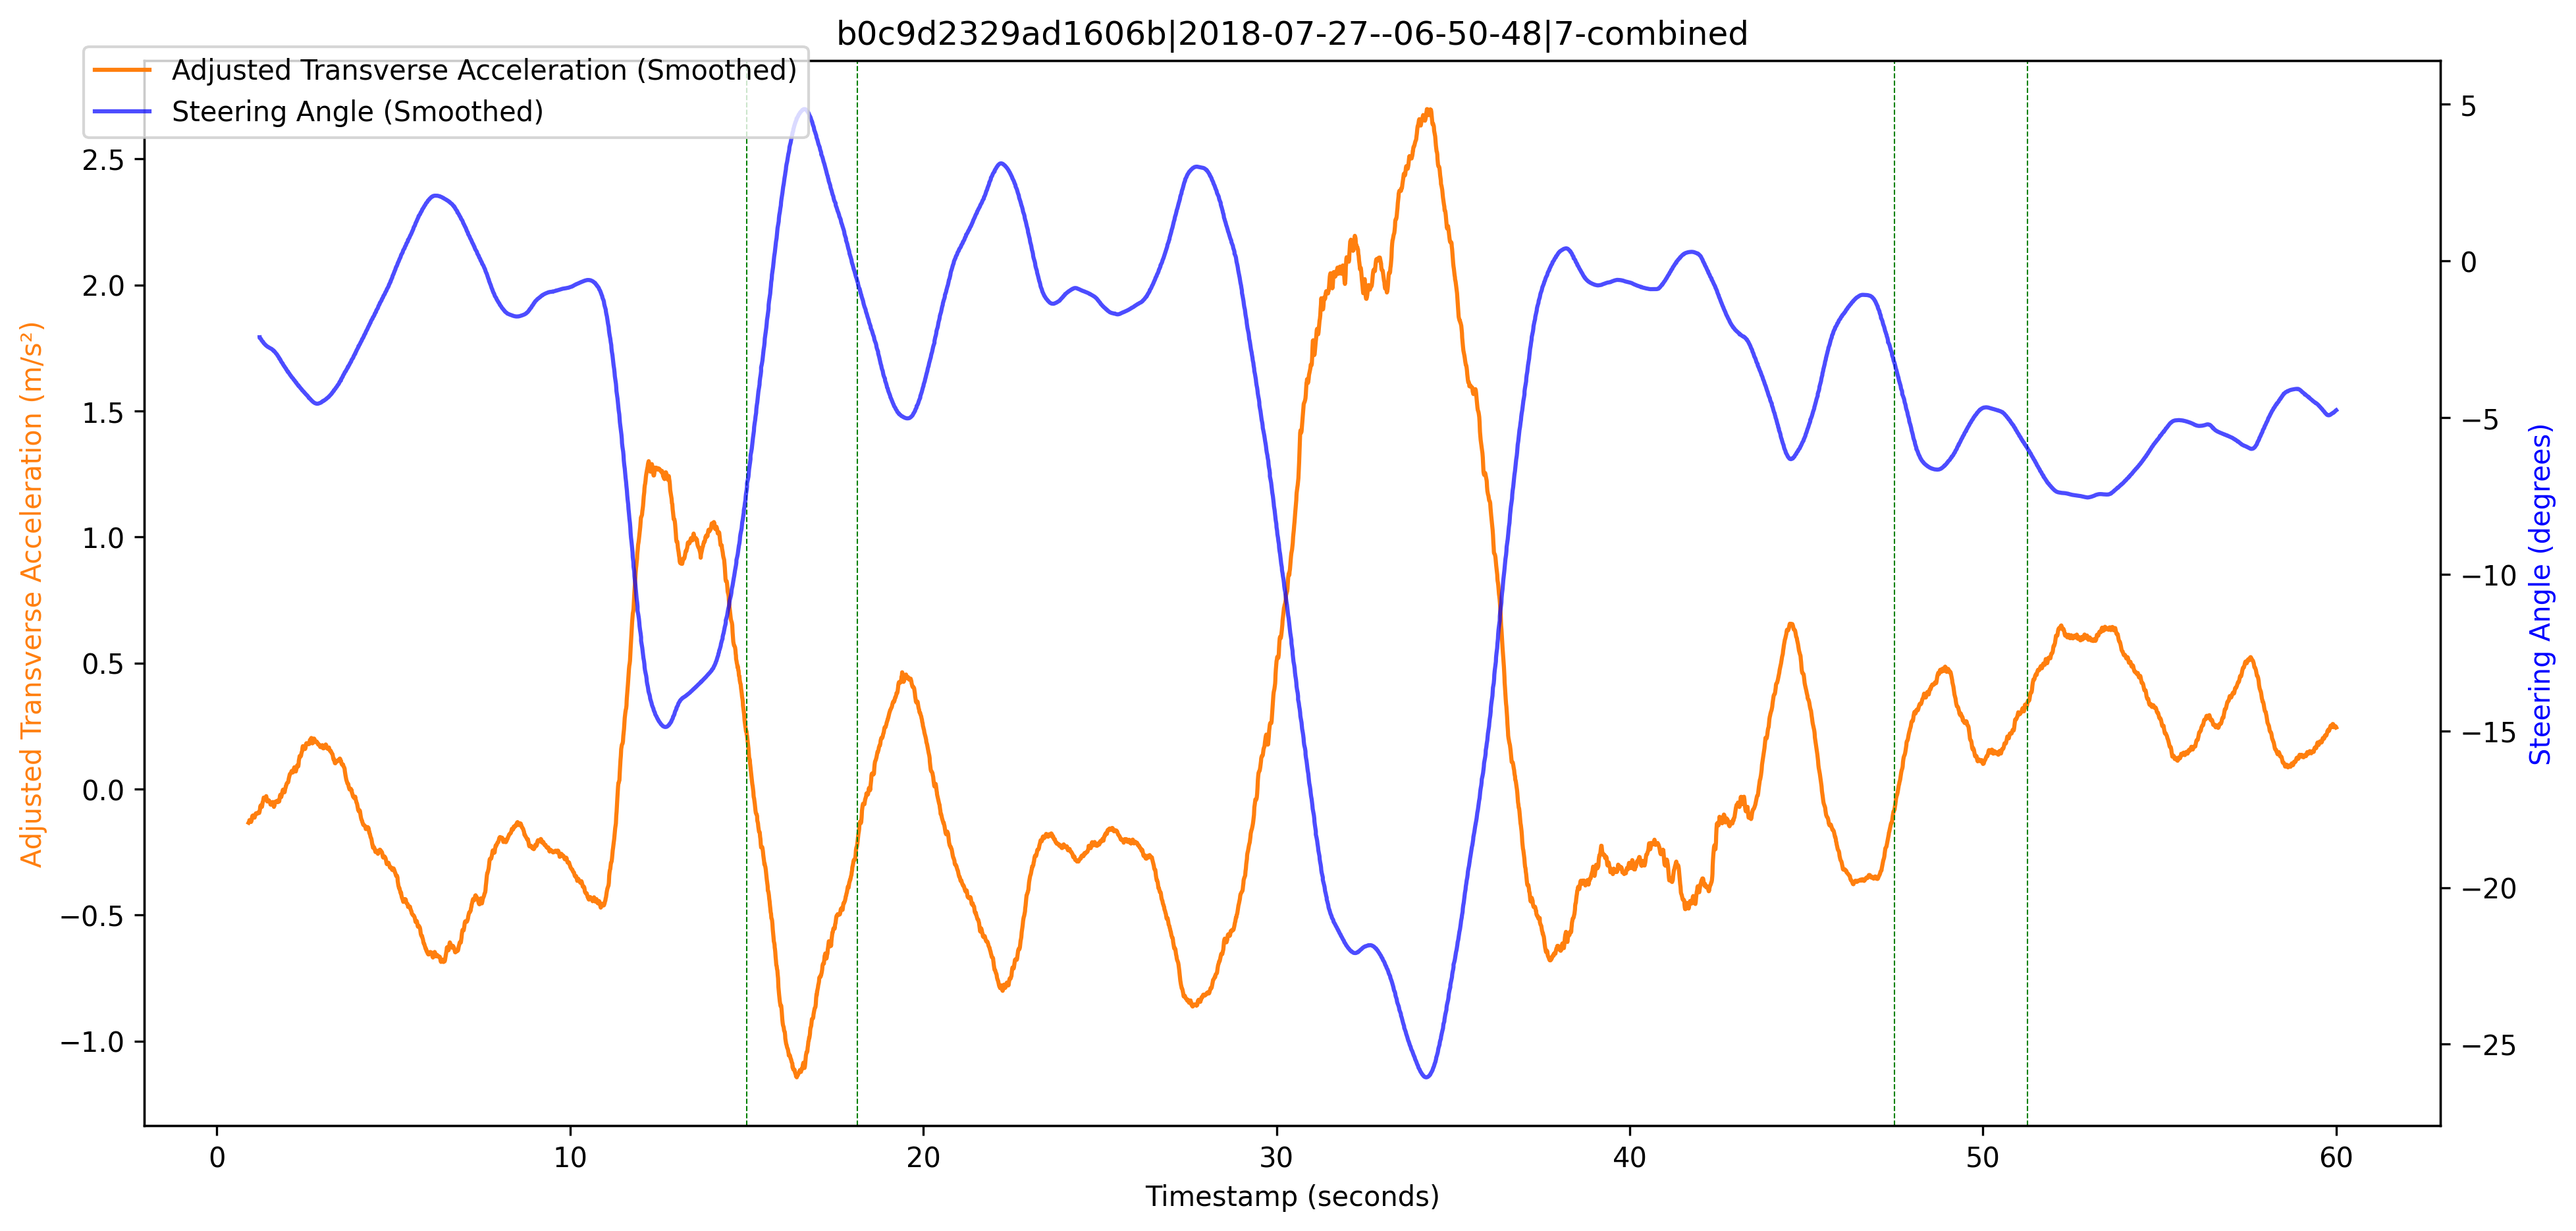 b0c9d2329ad1606b|2018-07-27--06-50-48|7-combined
Adjusted Transverse Acceleration (Smoothed)
Steering Angle (Smoothed)
Adjusted Transverse Acceleration (m/s²)
2.5
2.0
1.5
1.0
0.5
0.0
−0.5
−1.0
5
0
−5
−10
−15
−20
−25
Steering Angle (degrees)
0 10 20 30 40 50 60
Timestamp (seconds)